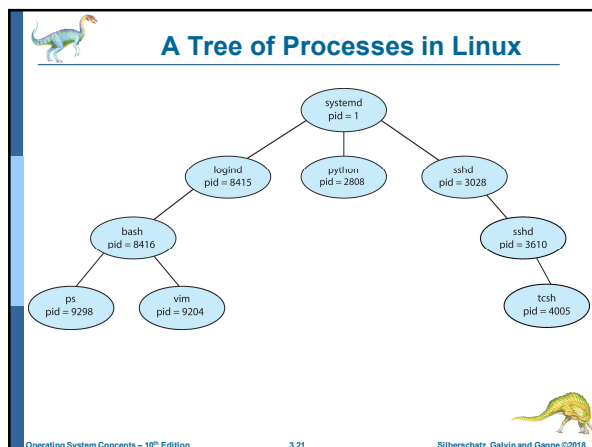 A Tree of Processes in Linux
systemd
pid = 1
logind
pid = 8415
python
pid = 2808
sshd
pid = 3028
bash
pid = 8416
sshd
pid = 3610
ps
pid = 9298
vim
pid = 9204
tcsh
pid = 4005
Operating System Concepts – 10th Edition
3.21
Silberschatz, Galvin and Gagne ©2018